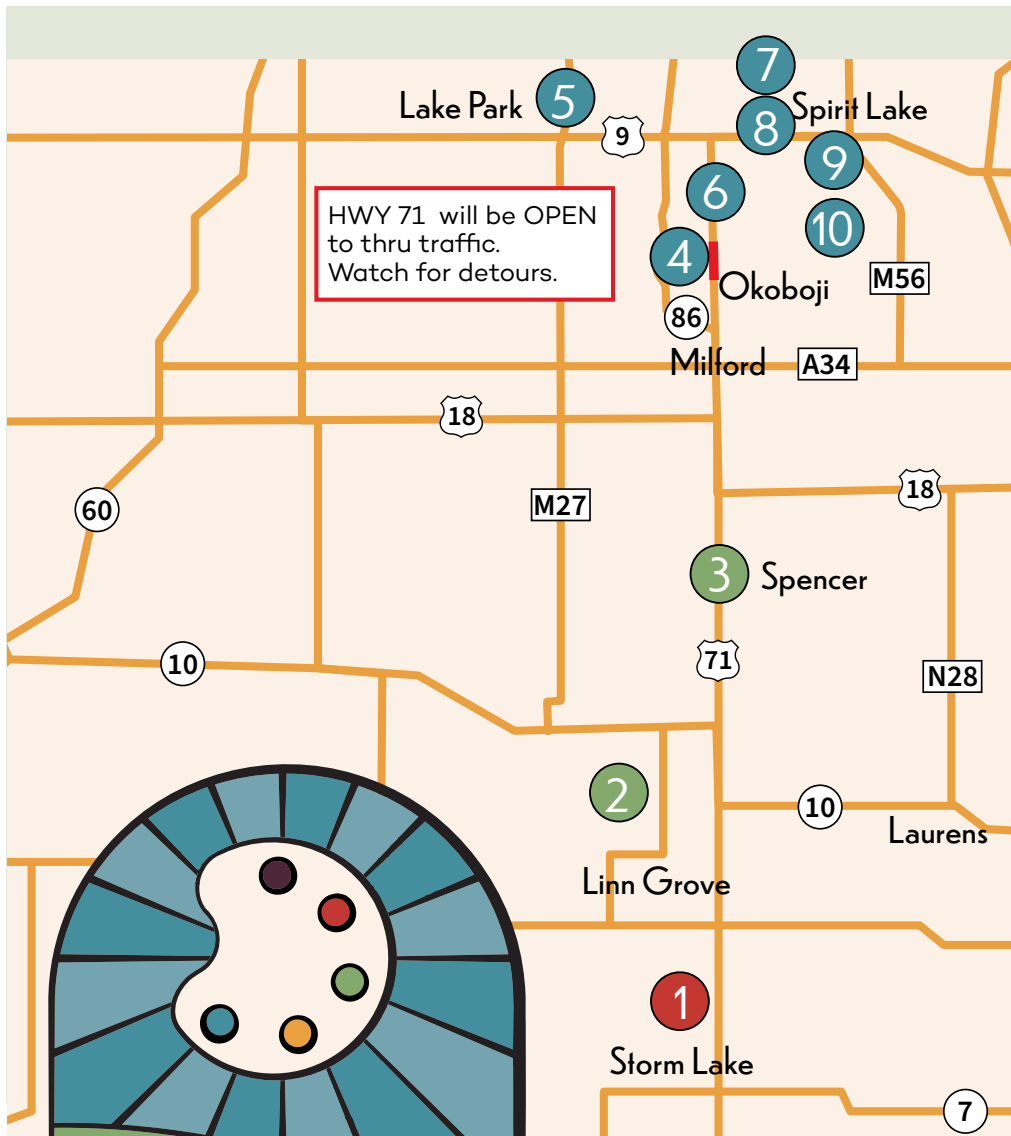 7
Lake Park
5
Spirit Lake
8
9
9
6
HWY 71 will be OPEN
to thru traffic.
Watch for detours.
10
4
Okoboji
M56
86
Milford
A34
18
18
M27
60
3
Spencer
71
10
N28
2
10
Laurens
Linn Grove
1
Storm Lake
7